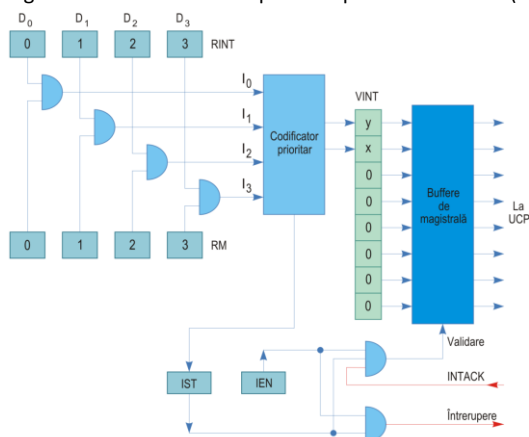 D0 D1 D2 D3
0 1 2 3 RINT
I0
I1
I2
I3
Codificator
prioritar
VINT
y
x
0
0
0
0
0
0
Buffere
de
magistrală
La
UCP
0 1 2 3 RM
Validare
IST IEN
INTACK
Întrerupere